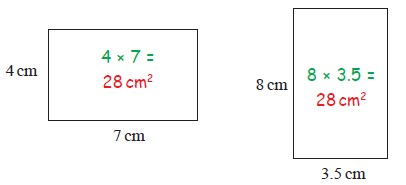 4 cm
4 × 7 =
28 cm²
7 cm
8 cm
8 × 3.5 =
28 cm²
3.5 cm